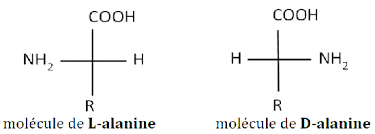 COOH COOH
NH₂ H H NH₂
R R
molécule de L-alanine molécule de D-alanine